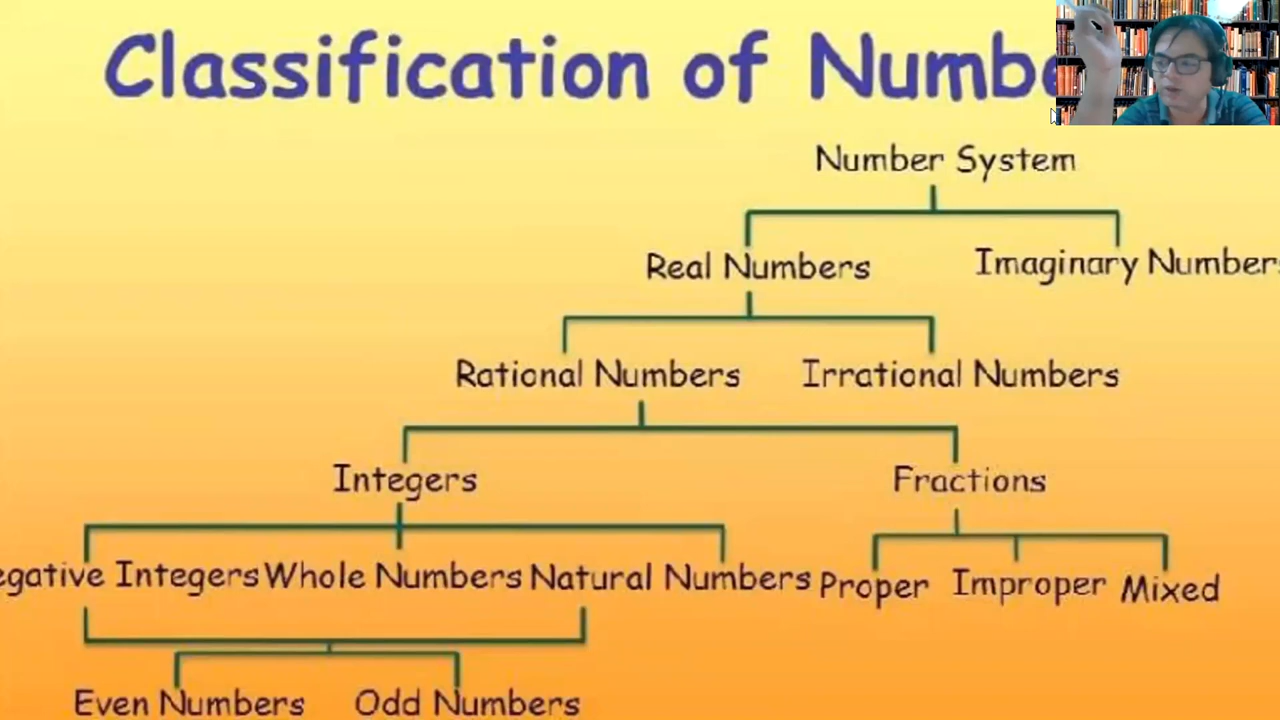 Classification of Numbe
Number System
Real Numbers
Imaginary Number
Rational Numbers
Irrational Numbers
Integers
Fractions
egative Integers
Whole Numbers
Natural Numbers
Proper
Improper
Mixed
Even Numbers
Odd Numbers